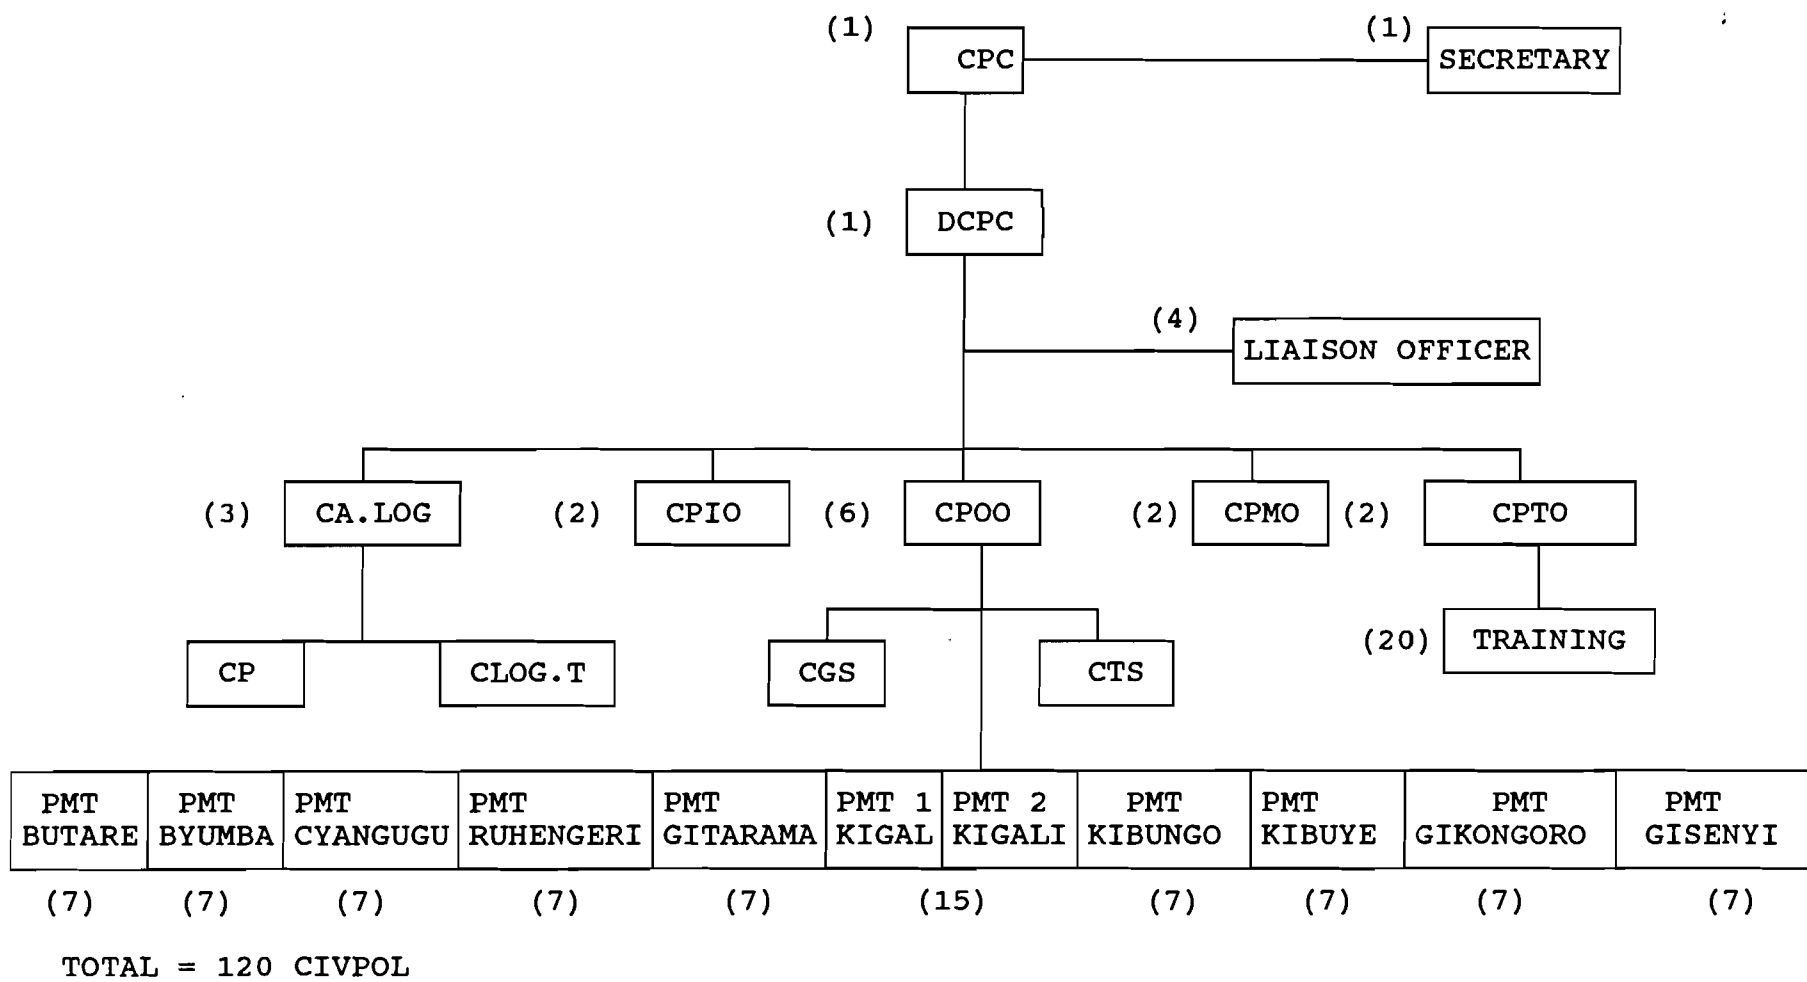 (1) CPC (1) SECRETARY
(1) DCPC
(4) LIAISON OFFICER
(3) CA.LOG (2) CPIO (6) CPOO (2) CPMO (2) CPTO
CP CLOG.T CGS CTS (20) TRAINING
PMT PMT PMT PMT PMT PMT 1 PMT 2 PMT PMT PMT PMT
BUTARE BYUMBA CYANGUGU RUHENGERI GITARAMA KIGAL KIGALI KIBUNGO KIBUYE GIKONGORO GISENYI
(7) (7) (7) (7) (7) (15) (7) (7) (7) (7)
TOTAL = 120 CIVPOL